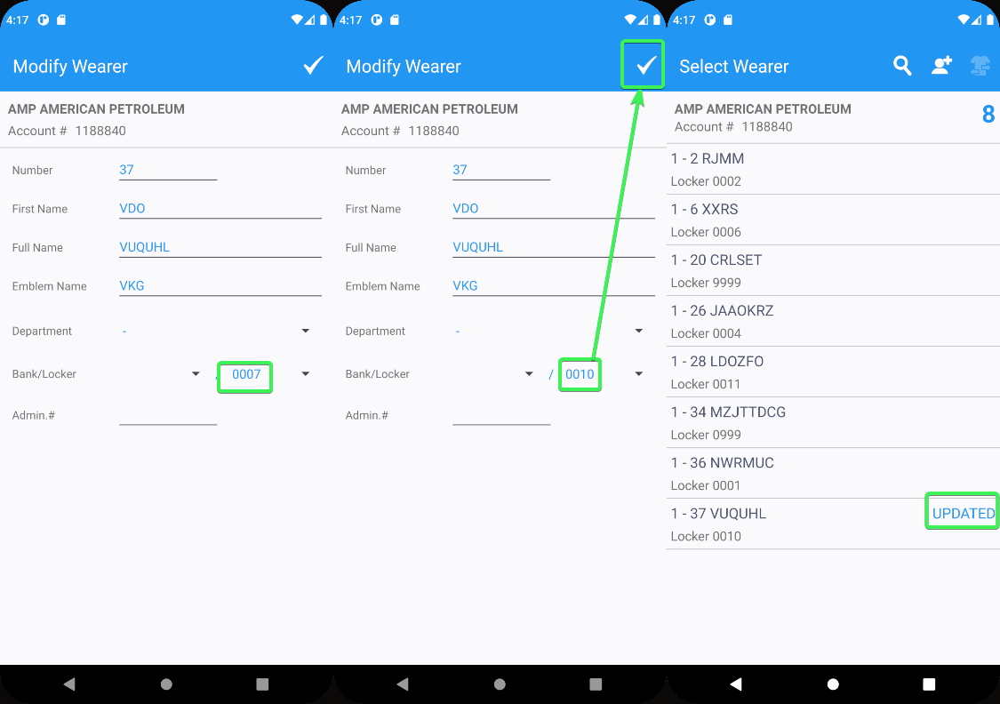 4:17
Modify Wearer
AMP AMERICAN PETROLEUM
Account # 1188840
Number 37
First Name VDO
Full Name VUQUHL
Emblem Name VKG
Department -
Bank/Locker / 0007
Admin.#
4:17
Modify Wearer
AMP AMERICAN PETROLEUM
Account # 1188840
Number 37
First Name VDO
Full Name VUQUHL
Emblem Name VKG
Department -
Bank/Locker / 0010
Admin.#
4:17
Select Wearer
AMP AMERICAN PETROLEUM 8
Account # 1188840
1 - 2 RJMM
Locker 0002
1 - 6 XXRS
Locker 0006
1 - 20 CRLSET
Locker 9999
1 - 26 JAAOKRZ
Locker 0004
1 - 28 LDOZFO
Locker 0011
1 - 34 MZJTTDCG
Locker 0999
1 - 36 NWRMUC
Locker 0001
1 - 37 VUQUHL UPDATED
Locker 0010